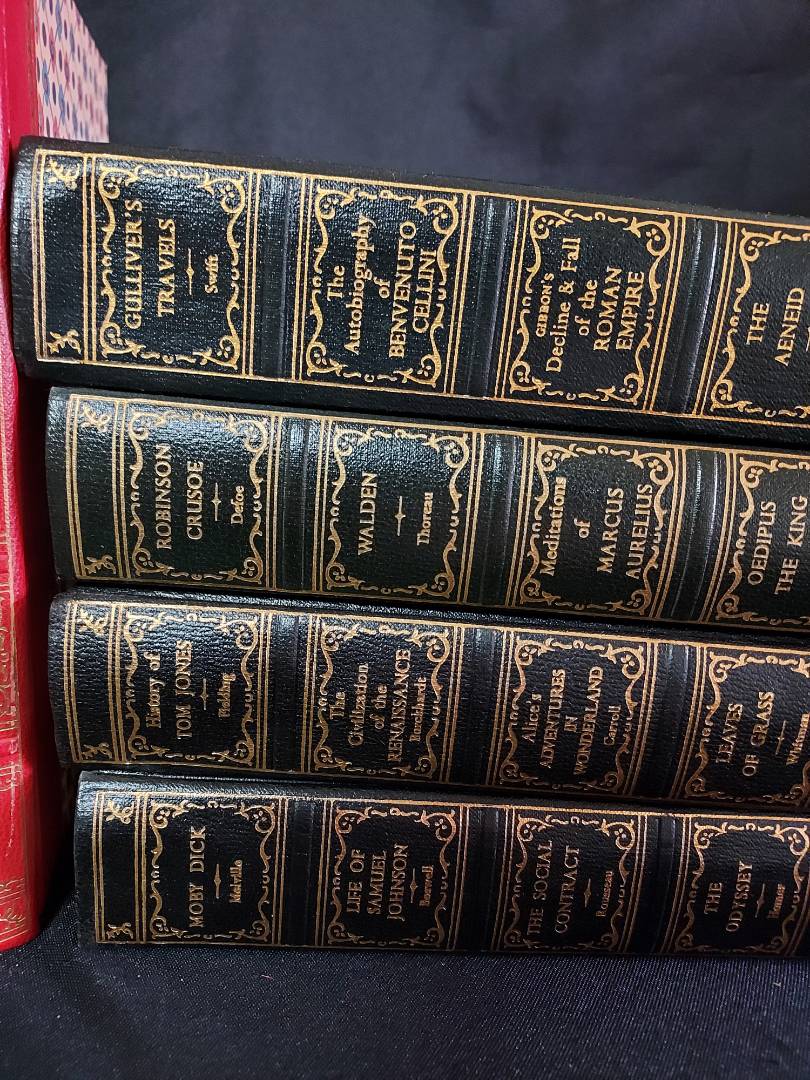 GULLIVER'S
TRAVELS
Swift
The
Autobiography
of
BENVENUTO
CELLINI
GIBBON'S
Decline & Fall
of the
ROMAN
EMPIRE
THE
AENEID
ROBINSON
CRUSOE
Defoe
WALDEN
Thoreau
Meditations
of
MARCUS
AURELIUS
OEDIPUS
THE KING
History of
TOM JONES
Fielding
The
Civilization
of the
RENAISSANCE
Burckhardt
Alice's
ADVENTURES
IN
WONDERLAND
Carroll
LEAVES
OF GRASS
Whitman
MOBY DICK
Melville
LIFE OF
SAMUEL
JOHNSON
Boswell
THE SOCIAL
CONTRACT
Rousseau
THE
ODYSSEY
Homer